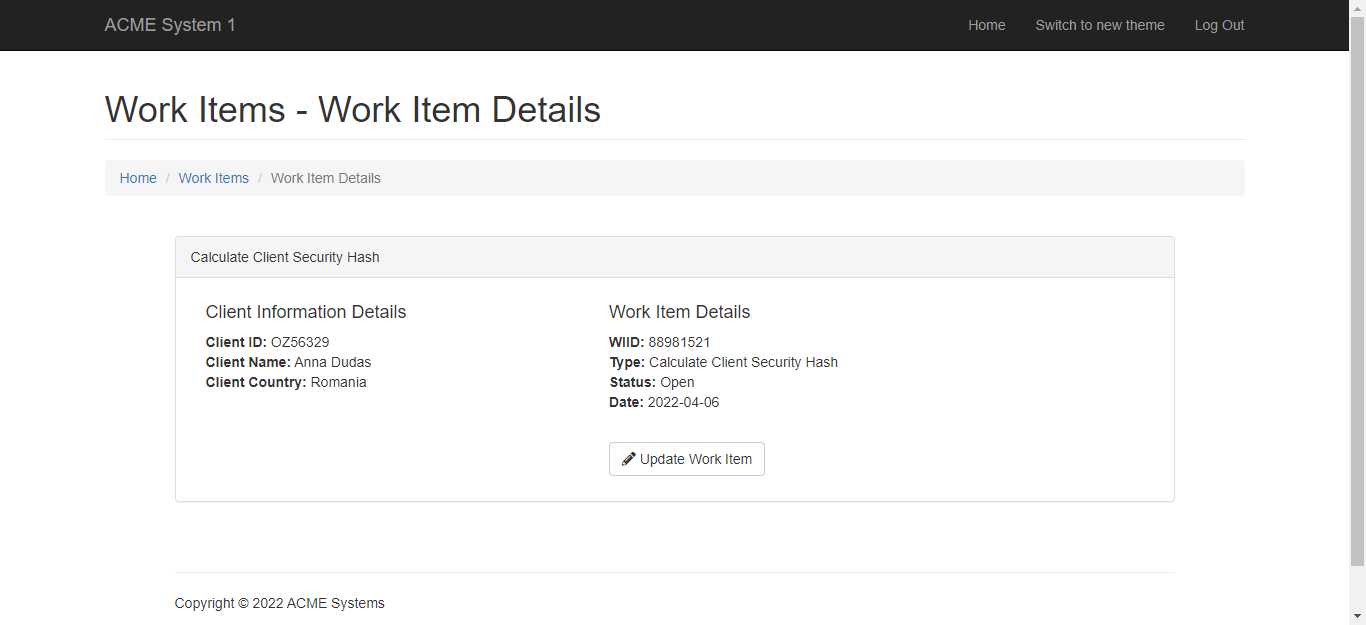 ACME System 1 Home Switch to new theme Log Out
Work Items - Work Item Details
Home / Work Items / Work Item Details
Calculate Client Security Hash
Client Information Details
Client ID: OZ56329
Client Name: Anna Dudas
Client Country: Romania
Work Item Details
WIID: 88981521
Type: Calculate Client Security Hash
Status: Open
Date: 2022-04-06
Update Work Item
Copyright © 2022 ACME Systems